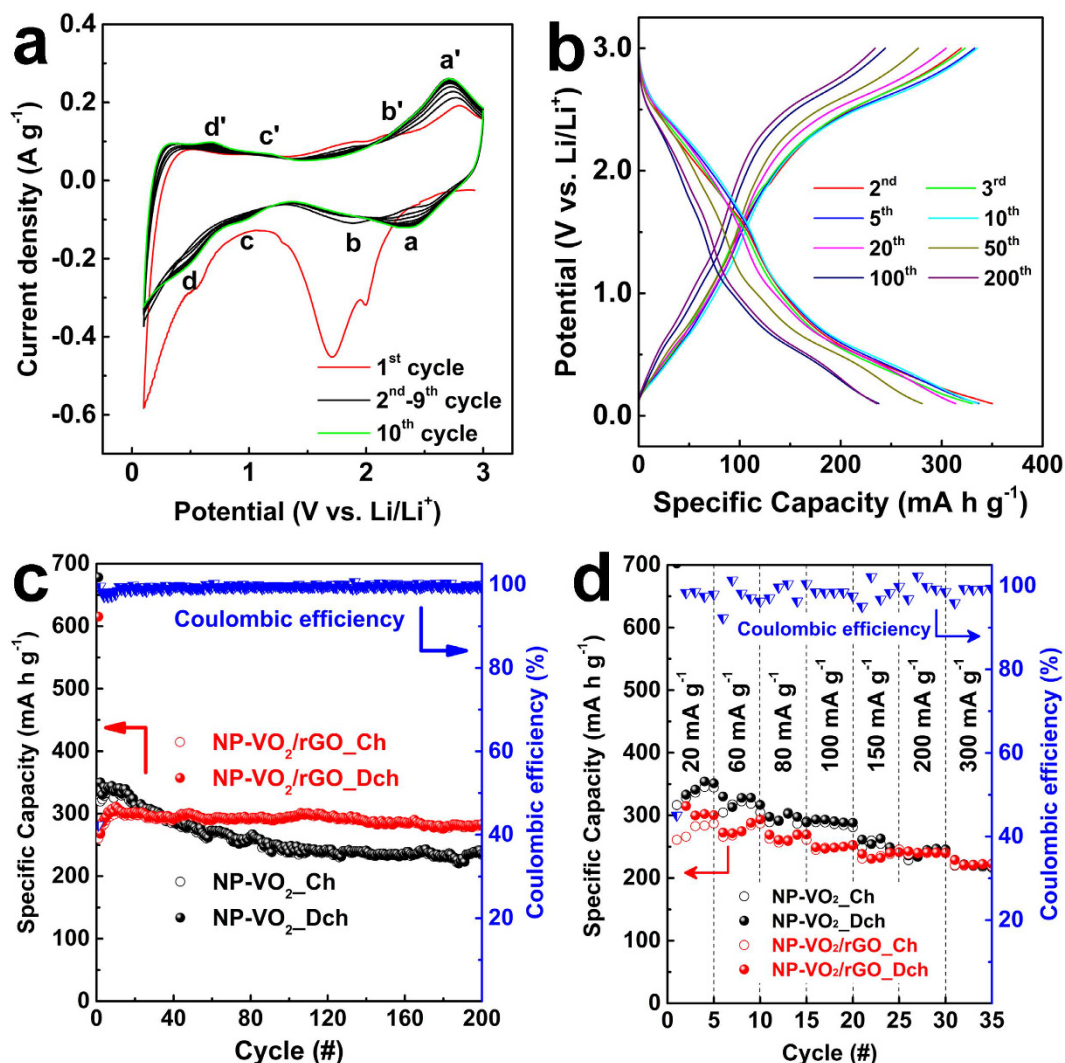 a
0.4
0.2
0.0
-0.2
-0.4
-0.6
Current density (A g⁻¹)
a'
b'
c'
d'
a
b
c
d
1ˢᵗ cycle
2ⁿᵈ-9ᵗʰ cycle
10ᵗʰ cycle
0 1 2 3
Potential (V vs. Li/Li⁺)
b
3.0
2.0
1.0
0.0
Potential (V vs. Li/Li⁺)
2ⁿᵈ 3ʳᵈ
5ᵗʰ 10ᵗʰ
20ᵗʰ 50ᵗʰ
100ᵗʰ 200ᵗʰ
0 100 200 300 400
Specific Capacity (mA h g⁻¹)
c
700
600
500
400
300
200
100
0
Specific Capacity (mA h g⁻¹)
Coulombic efficiency
NP-VO₂/rGO_Ch
NP-VO₂/rGO_Dch
NP-VO₂_Ch
NP-VO₂_Dch
100
80
60
40
20
Coulombic efficiency (%)
0 40 80 120 160 200
Cycle (#)
d
700
600
500
400
300
200
100
0
Specific Capacity (mA h g⁻¹)
Coulombic efficiency
20 mA g⁻¹
60 mA g⁻¹
80 mA g⁻¹
100 mA g⁻¹
150 mA g⁻¹
200 mA g⁻¹
300 mA g⁻¹
NP-VO₂_Ch
NP-VO₂_Dch
NP-VO₂/rGO_Ch
NP-VO₂/rGO_Dch
100
80
60
40
20
Coulombic efficiency (%)
0 5 10 15 20 25 30 35
Cycle (#)